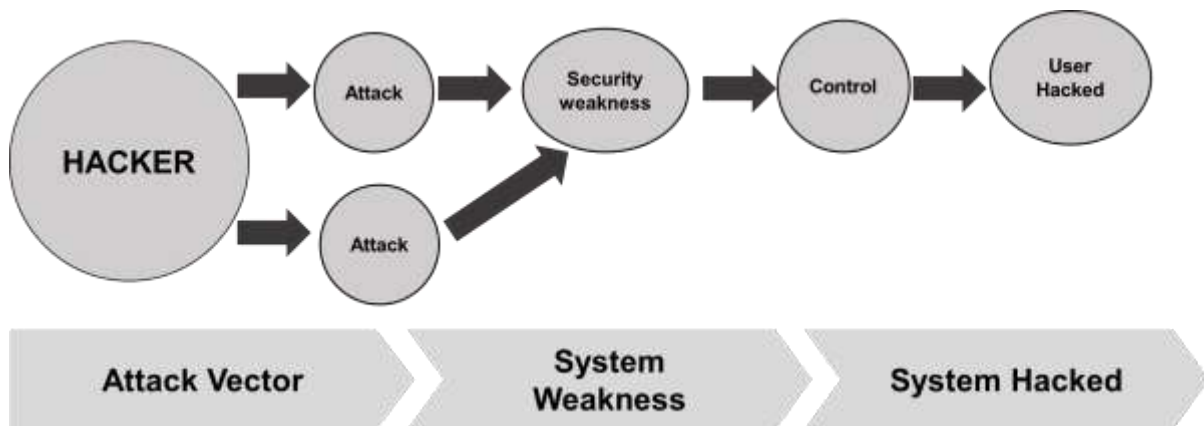 HACKER
Attack
Attack
Security
weakness
Control
User
Hacked
Attack Vector
System
Weakness
System Hacked